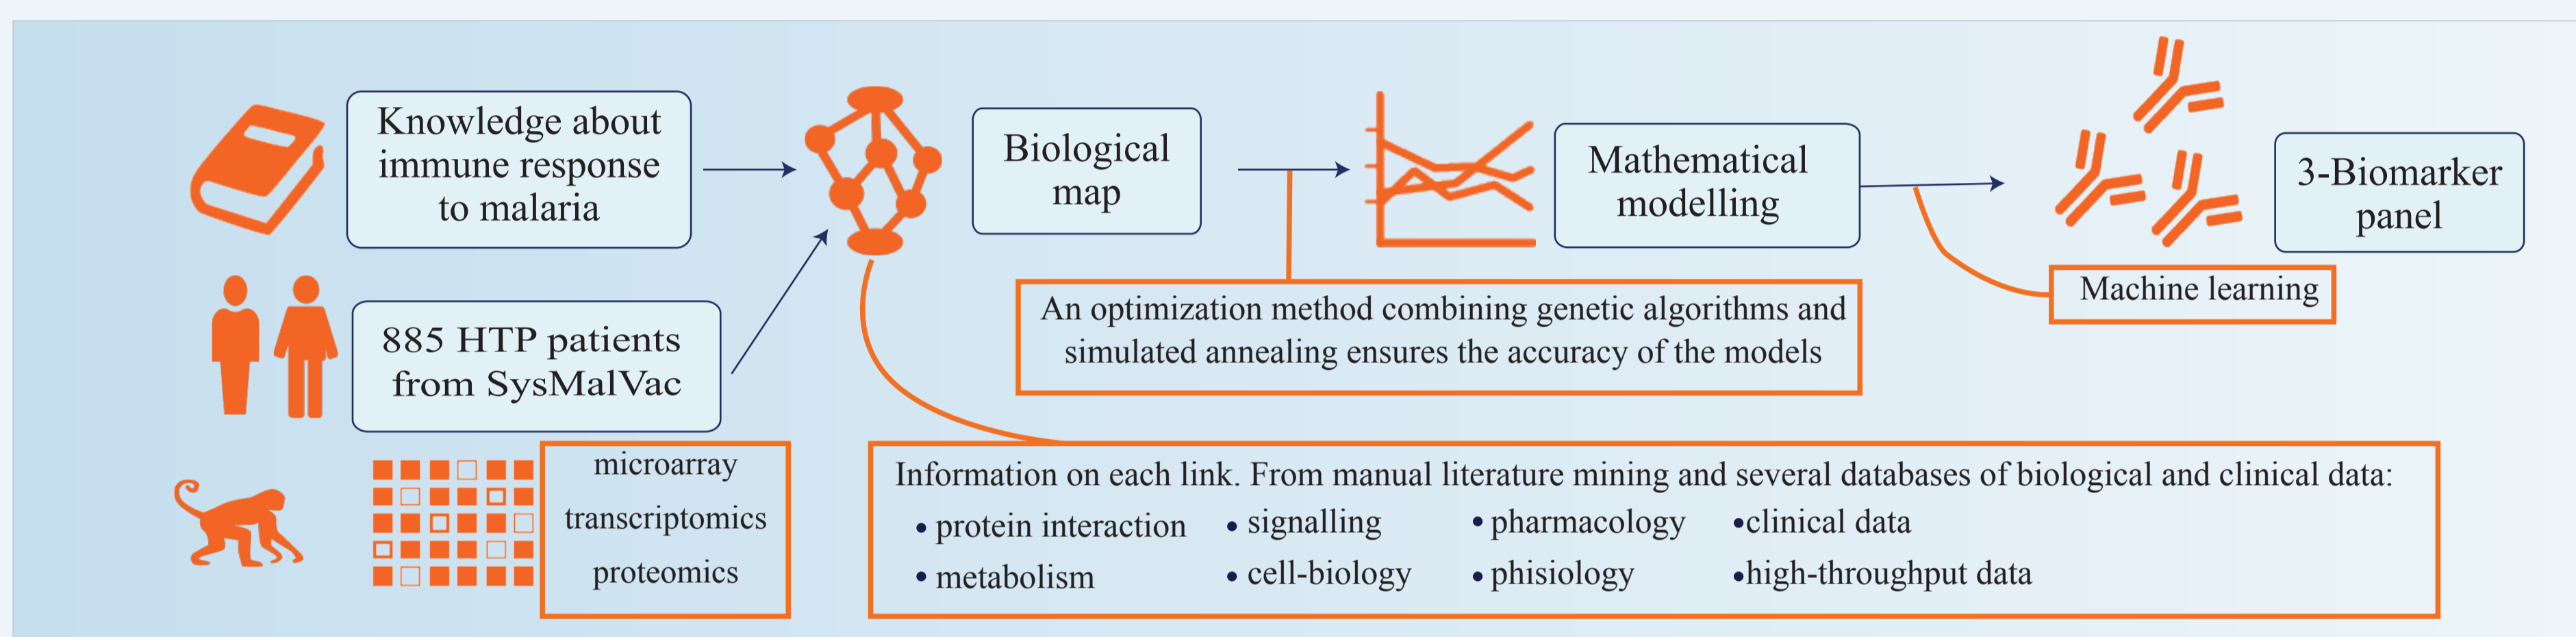 Knowledge about
immune response
to malaria
Biological
map
Mathematical
modelling
3-Biomarker
panel
Machine learning
885 HTP patients
from SysMalVac
An optimization method combining genetic algorithms and
simulated annealing ensures the accuracy of the models
microarray
transcriptomics
proteomics
Information on each link. From manual literature mining and several databases of biological and clinical data:
• protein interaction • signalling • pharmacology •clinical data
• metabolism • cell-biology • phisiology •high-throughput data